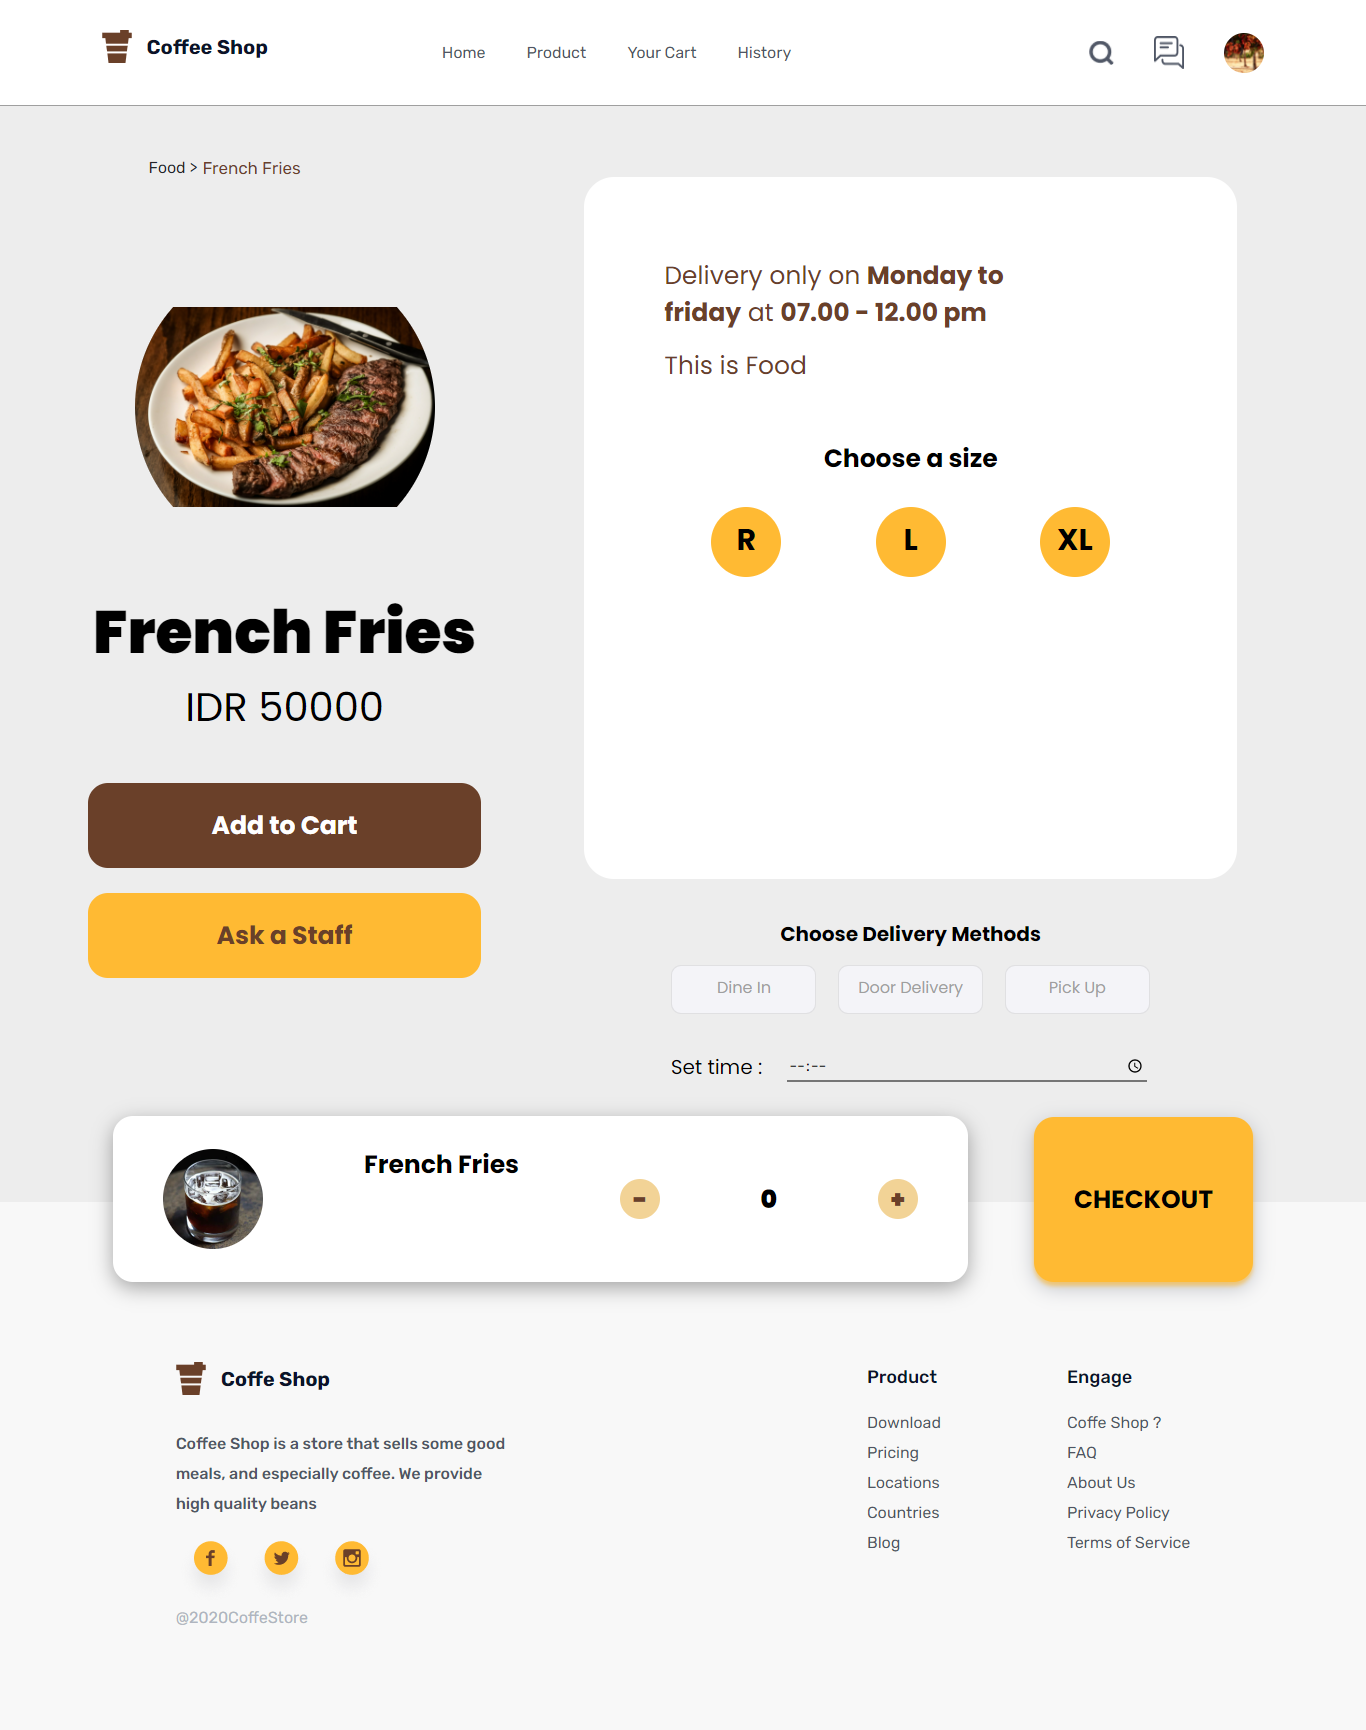 Coffee Shop
Home
Product
Your Cart
History
Food > French Fries
Delivery only on Monday to
friday at 07.00 - 12.00 pm
This is Food
Choose a size
R
L
XL
French Fries
IDR 50000
Add to Cart
Ask a Staff
Choose Delivery Methods
Dine In
Door Delivery
Pick Up
Set time :
--:--
French Fries
-
0
+
CHECKOUT
Coffe Shop
Coffee Shop is a store that sells some good
meals, and especially coffee. We provide
high quality beans
@2020CoffeStore
Product
Download
Pricing
Locations
Countries
Blog
Engage
Coffe Shop ?
FAQ
About Us
Privacy Policy
Terms of Service